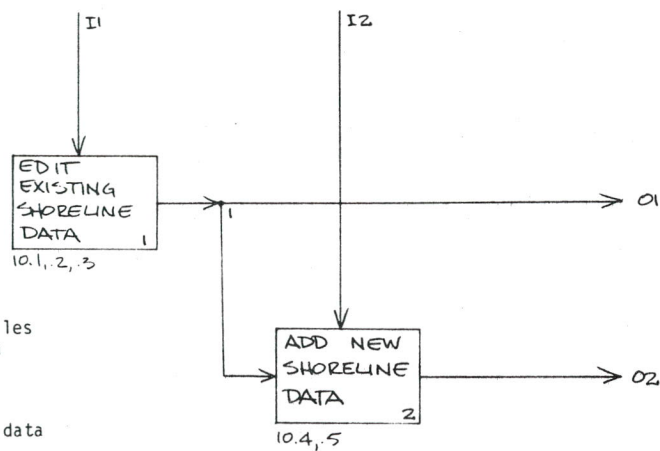 I1
I2
EDIT
EXISTING
SHORELINE
DATA
1
10.1, .2, .3
1
O1
les
ADD NEW
SHORELINE
DATA
2
10.4, .5
O2
data